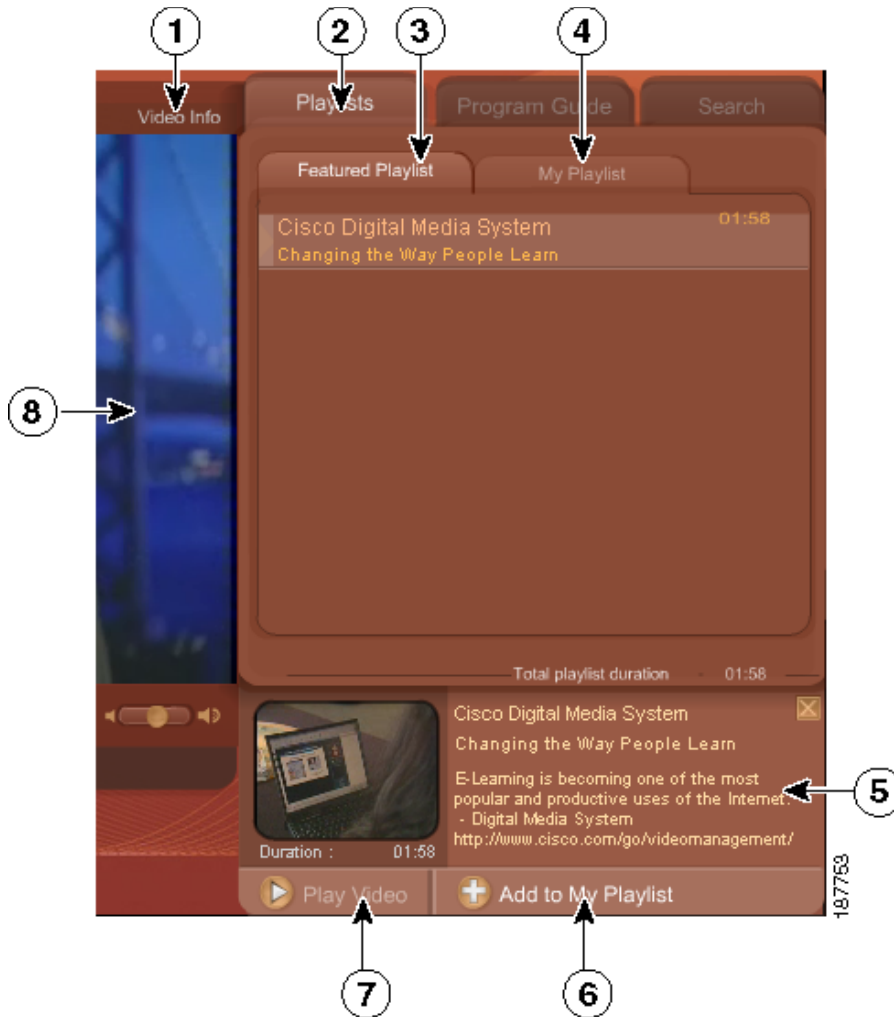 1
2
3
4
Video Info
Playlists
Program Guide
Search
Featured Playlist
My Playlist
Cisco Digital Media System
01:58
Changing the Way People Learn
8
Total playlist duration - 01:58
Cisco Digital Media System
Changing the Way People Learn
E-Learning is becoming one of the most
popular and productive uses of the Internet.
- Digital Media System
http://www.cisco.com/go/videomanagement/
5
Duration : 01:58
Play Video
Add to My Playlist
187753
7
6